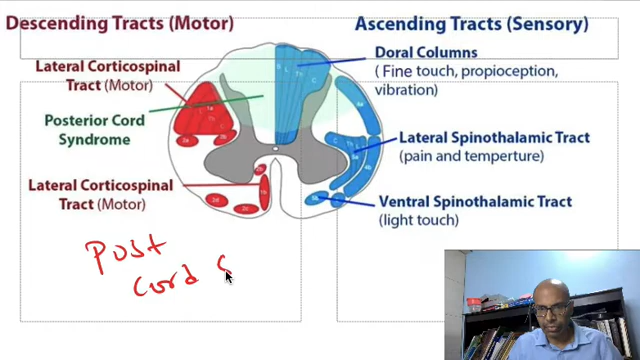 Descending Tracts (Motor)
Ascending Tracts (Sensory)
Lateral Corticospinal
Tract (Motor)
Posterior Cord
Syndrome
Lateral Corticospinal
Tract (Motor)
Doral Columns
(Fine touch, propioception,
vibration)
Lateral Spinothalamic Tract
(pain and temperture)
Ventral Spinothalamic Tract
(light touch)
Post
Cord S